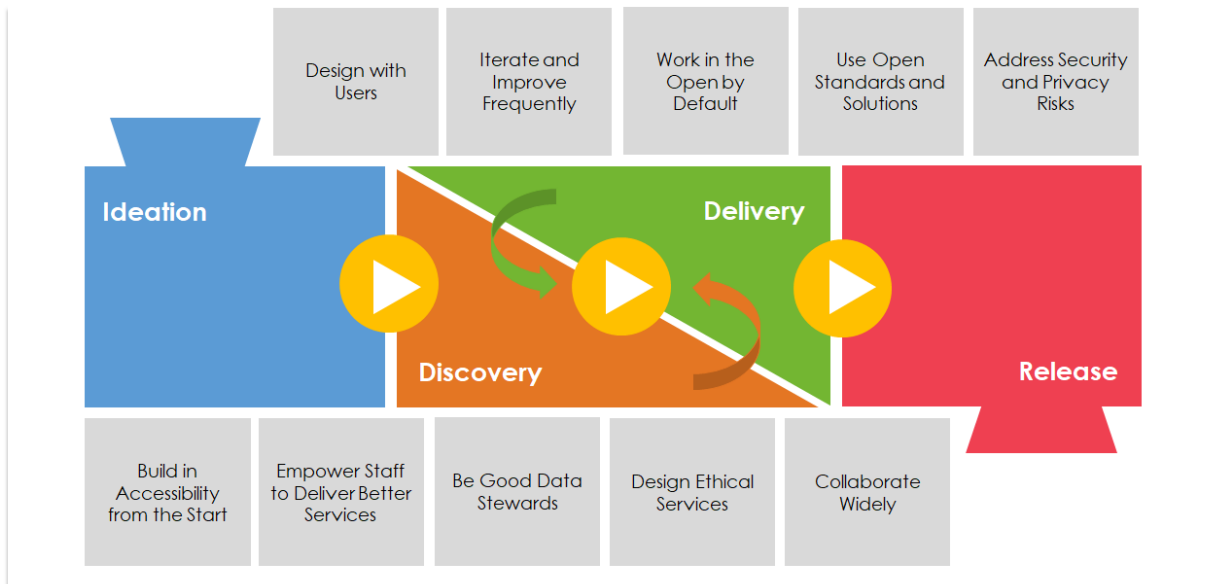 Design with
Users
Iterate and
Improve
Frequently
Work in the
Open by
Default
Use Open
Standards and
Solutions
Address Security
and Privacy
Risks
Ideation
Delivery
Discovery
Release
Build in
Accessibility
from the Start
Empower Staff
to Deliver Better
Services
Be Good Data
Stewards
Design Ethical
Services
Collaborate
Widely